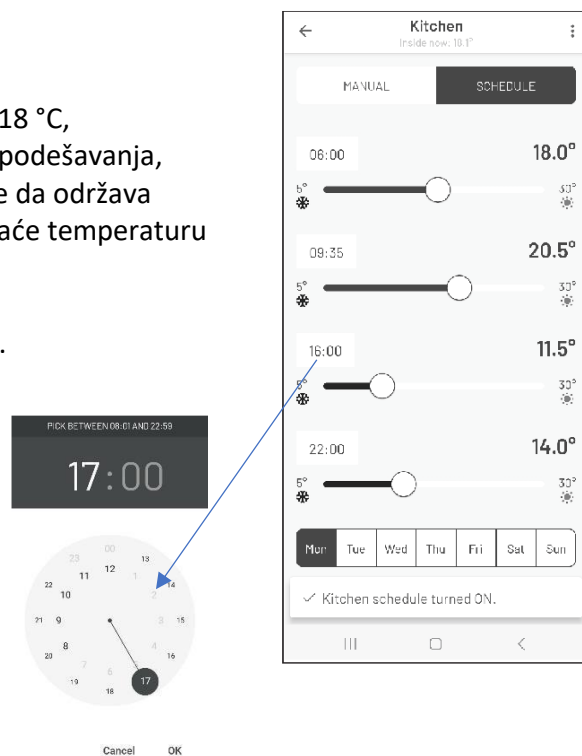 18 °C,
podešavanja,
e da održava
aće temperaturu
.
Kitchen
Inside now: 18.1°
MANUAL SCHEDULE
06:00 18.0°
5° 30°
09:35 20.5°
5° 30°
16:00 11.5°
5° 30°
22:00 14.0°
5° 30°
Mon Tue Wed Thu Fri Sat Sun
Kitchen schedule turned ON.
PICK BETWEEN 08:01 AND 22:59
17:00
23 00 13
11 12 1
22 10 2 14
21 9 3 15
20 8 4 16
7 6 17
19 18
Cancel OK